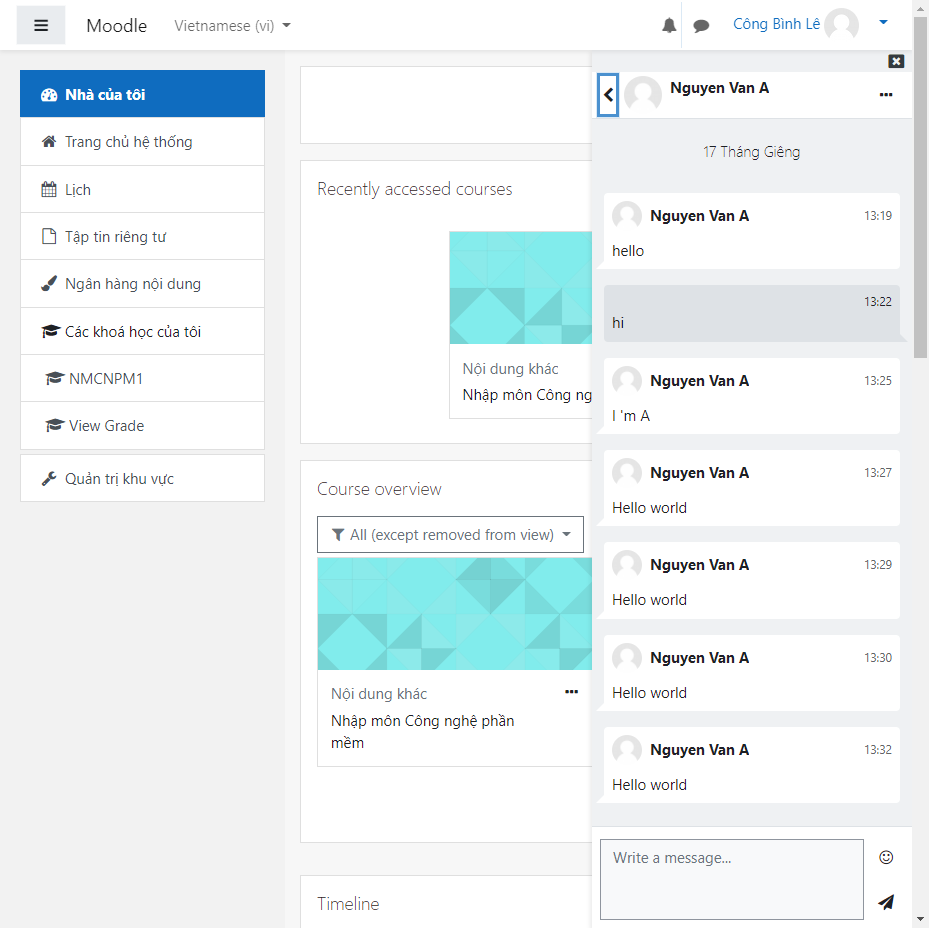 Moodle
Vietnamese (vi)
Công Bình Lê
Nhà của tôi
Trang chủ hệ thống
Lịch
Tập tin riêng tư
Ngân hàng nội dung
Các khoá học của tôi
NMCNPM1
View Grade
Quản trị khu vực
Recently accessed courses
Nội dung khác
Nhập môn Công ng
Course overview
All (except removed from view)
Nội dung khác
Nhập môn Công nghệ phần
mềm
Timeline
Nguyen Van A
17 Tháng Giêng
Nguyen Van A 13:19
hello
13:22
hi
Nguyen Van A 13:25
I 'm A
Nguyen Van A 13:27
Hello world
Nguyen Van A 13:29
Hello world
Nguyen Van A 13:30
Hello world
Nguyen Van A 13:32
Hello world
Write a message...